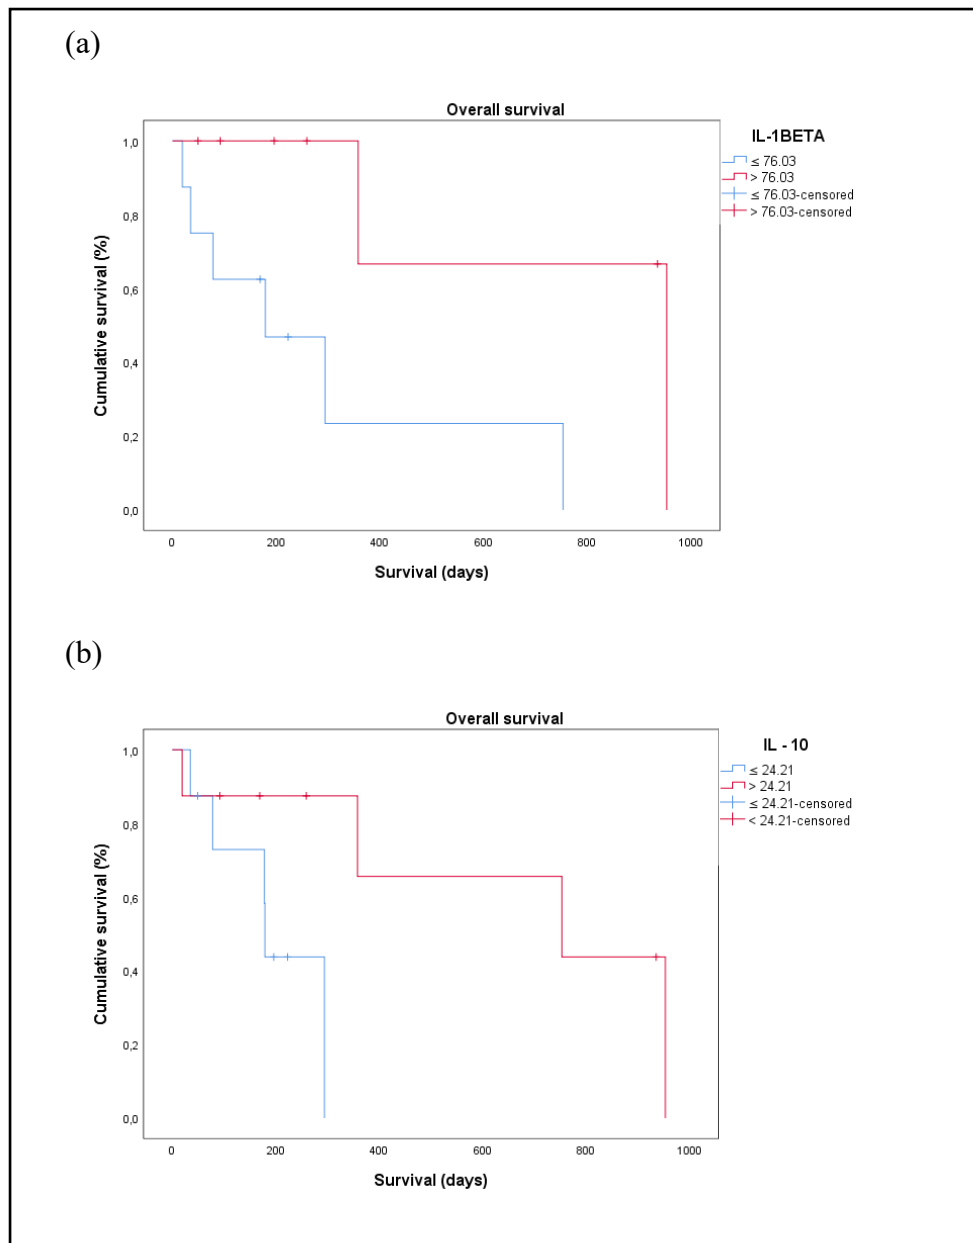 (a)
Overall survival
IL-1BETA
≤ 76.03
> 76.03
≤ 76.03-censored
> 76.03-censored
Cumulative survival (%)
1,0
0,8
0,6
0,4
0,2
0,0
0 200 400 600 800 1000
Survival (days)
(b)
Overall survival
IL - 10
≤ 24.21
> 24.21
≤ 24.21-censored
< 24.21-censored
Cumulative survival (%)
1,0
0,8
0,6
0,4
0,2
0,0
0 200 400 600 800 1000
Survival (days)